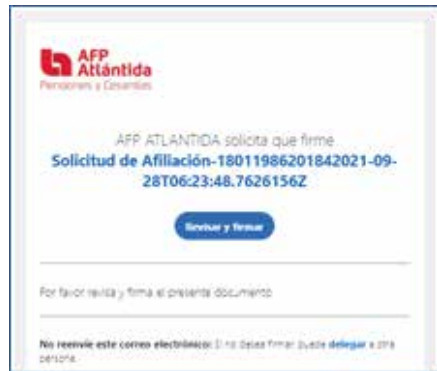 AFP
Atlántida
Pensiones y Cesantías
AFP ATLANTIDA solicita que firme
Solicitud de Afiliación-18011986201842021-09-
28T06:23:48.7626156Z
Revisar y firmar
Por favor revisa y firma el presente documento
No reenvíe este correo electrónico: Si no desea firmar, puede delegar a otra
persona.